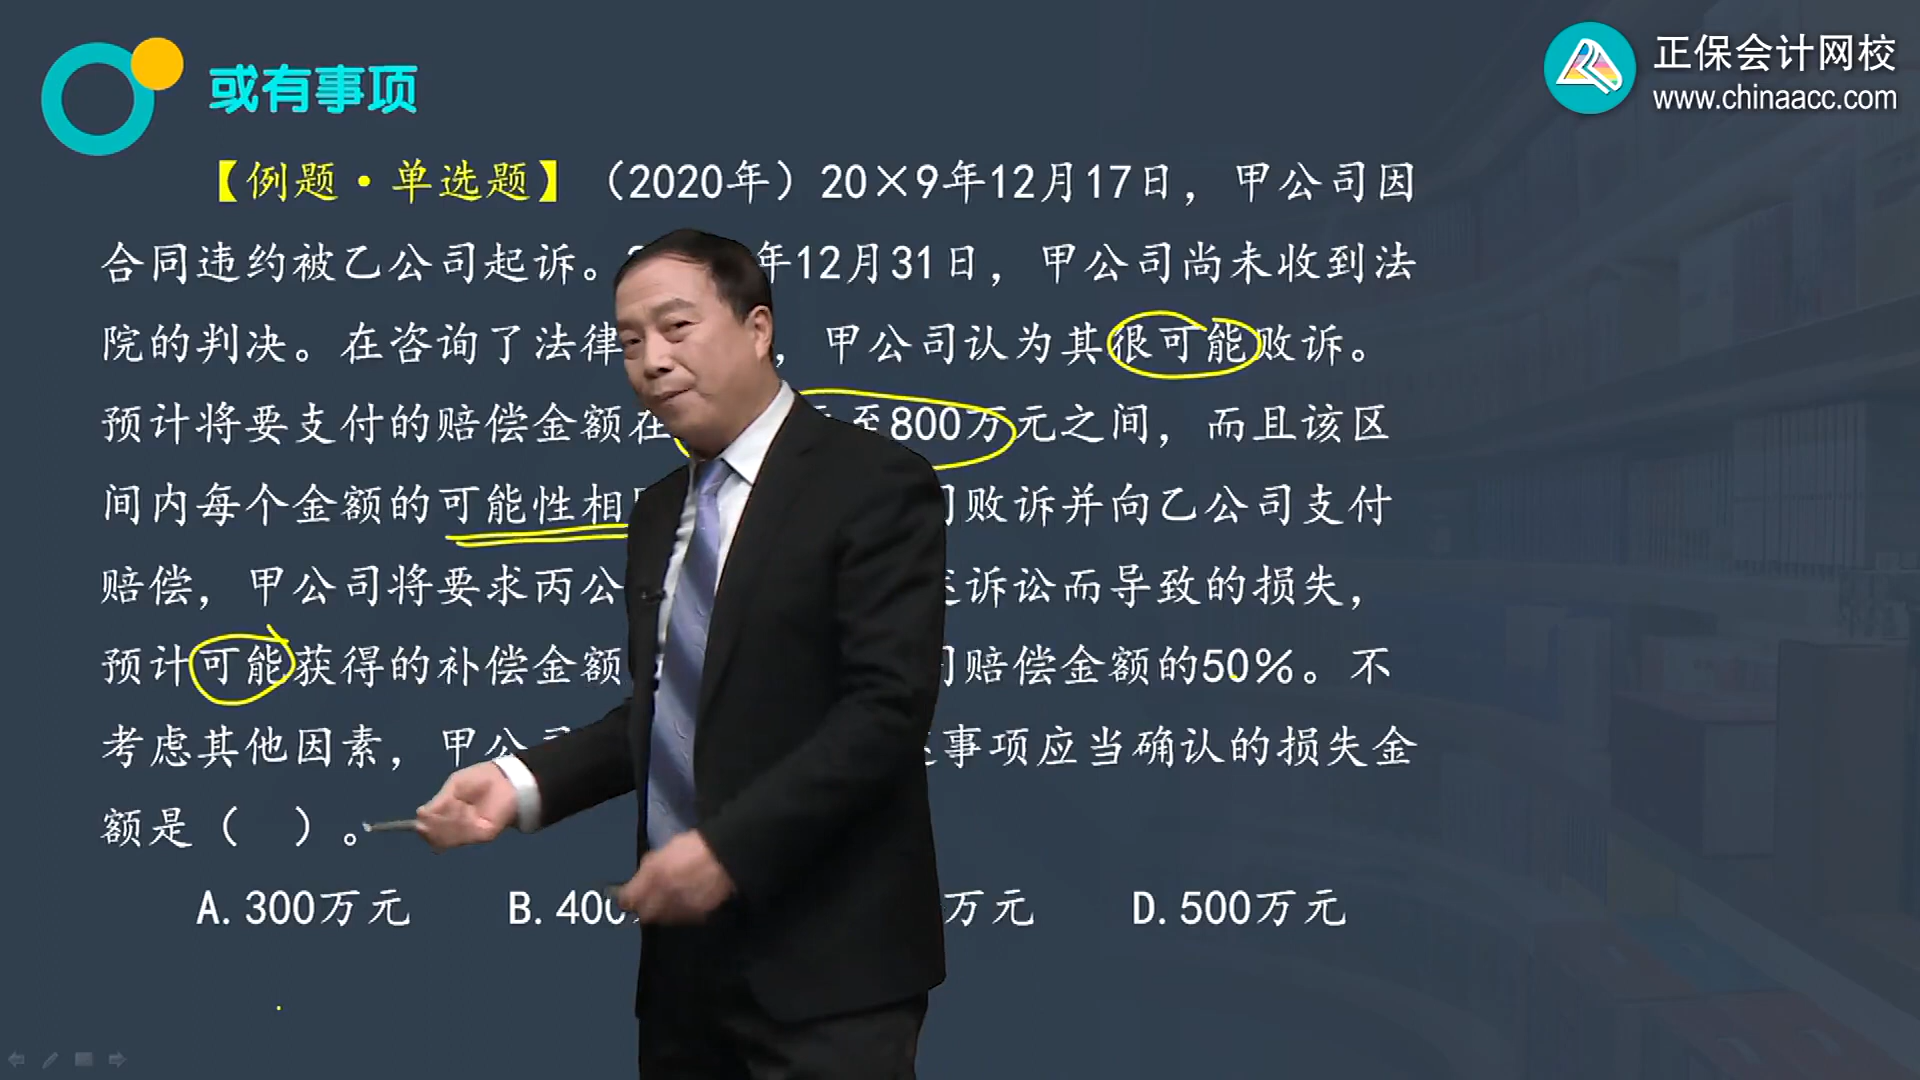 或有事项
正保会计网校
www.chinaacc.com
【例题·单选题】（2020年）20×9年12月17日，甲公司因
合同违约被乙公司起诉。 年12月31日，甲公司尚未收到法
院的判决。在咨询了法律 ，甲公司认为其很可能败诉。
预计将要支付的赔偿金额在 至800万元之间，而且该区
间内每个金额的可能性相 败诉并向乙公司支付
赔偿，甲公司将要求丙公 诉讼而导致的损失，
预计可能获得的补偿金额 赔偿金额的50%。不
考虑其他因素，甲公 事项应当确认的损失金
额是（ ）。
A.300万元 B.400 万元 D.500万元